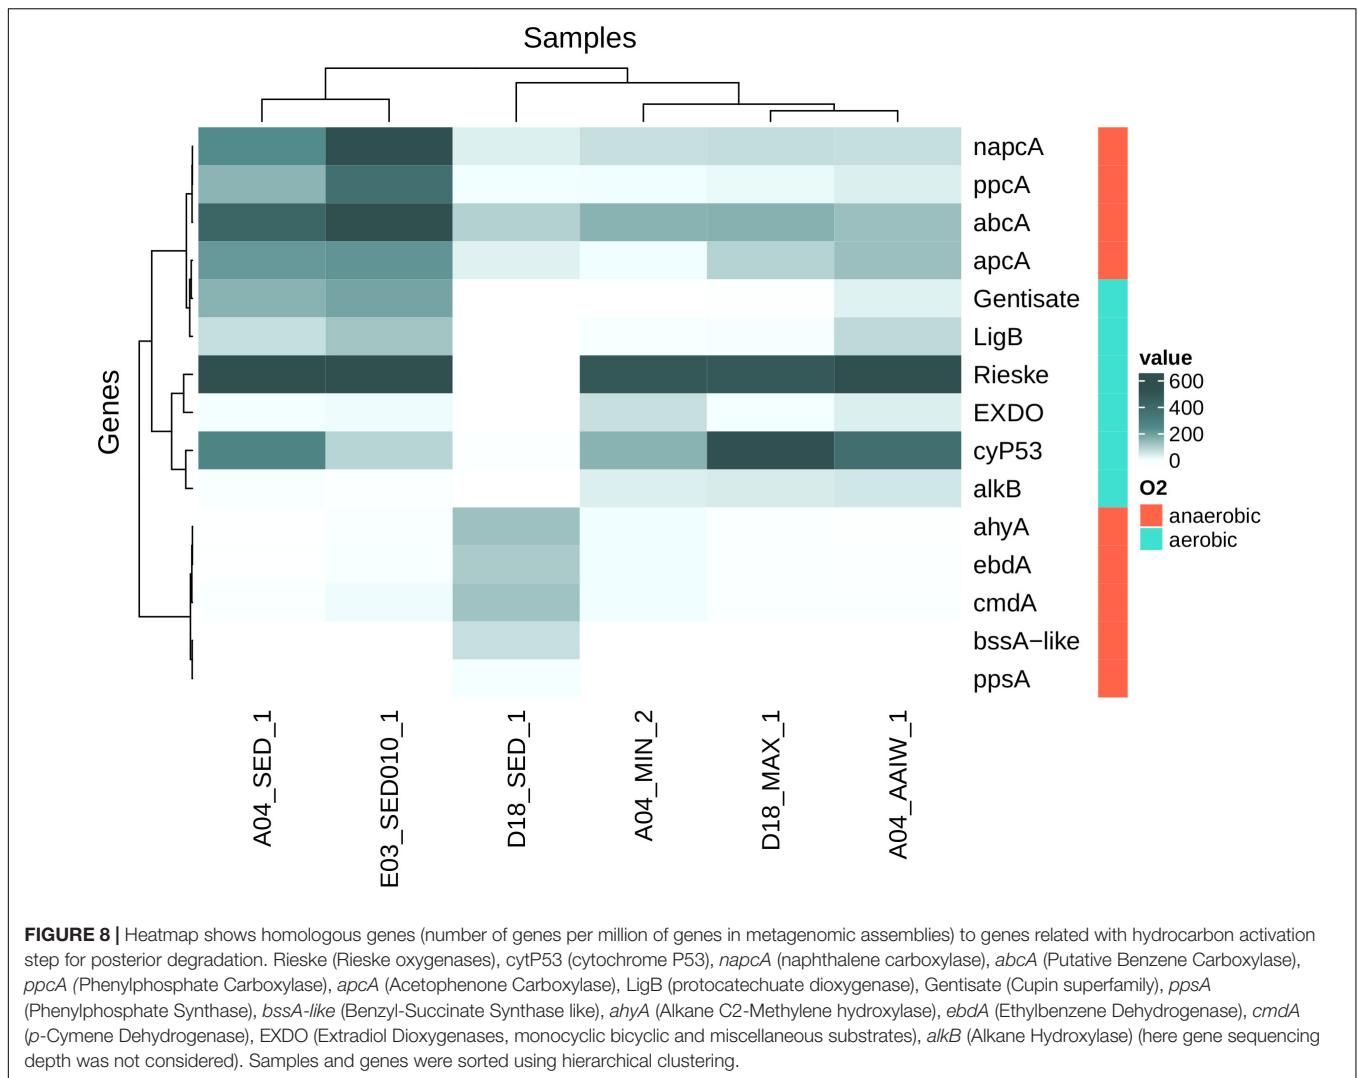 Samples
napcA
ppcA
abcA
apcA
Gentisate
LigB
Rieske
EXDO
cyP53
alkB
ahyA
ebdA
cmdA
bssA−like
ppsA
Genes
value
600
400
200
0
O2
anaerobic
aerobic
A04_SED_1
E03_SED010_1
D18_SED_1
A04_MIN_2
D18_MAX_1
A04_AAIW_1
FIGURE 8 | Heatmap shows homologous genes (number of genes per million of genes in metagenomic assemblies) to genes related with hydrocarbon activation
step for posterior degradation. Rieske (Rieske oxygenases), cytP53 (cytochrome P53), napcA (naphthalene carboxylase), abcA (Putative Benzene Carboxylase),
ppcA (Phenylphosphate Carboxylase), apcA (Acetophenone Carboxylase), LigB (protocatechuate dioxygenase), Gentisate (Cupin superfamily), ppsA
(Phenylphosphate Synthase), bssA-like (Benzyl-Succinate Synthase like), ahyA (Alkane C2-Methylene hydroxylase), ebdA (Ethylbenzene Dehydrogenase), cmdA
(p-Cymene Dehydrogenase), EXDO (Extradiol Dioxygenases, monocyclic bicyclic and miscellaneous substrates), alkB (Alkane Hydroxylase) (here gene sequencing
depth was not considered). Samples and genes were sorted using hierarchical clustering.